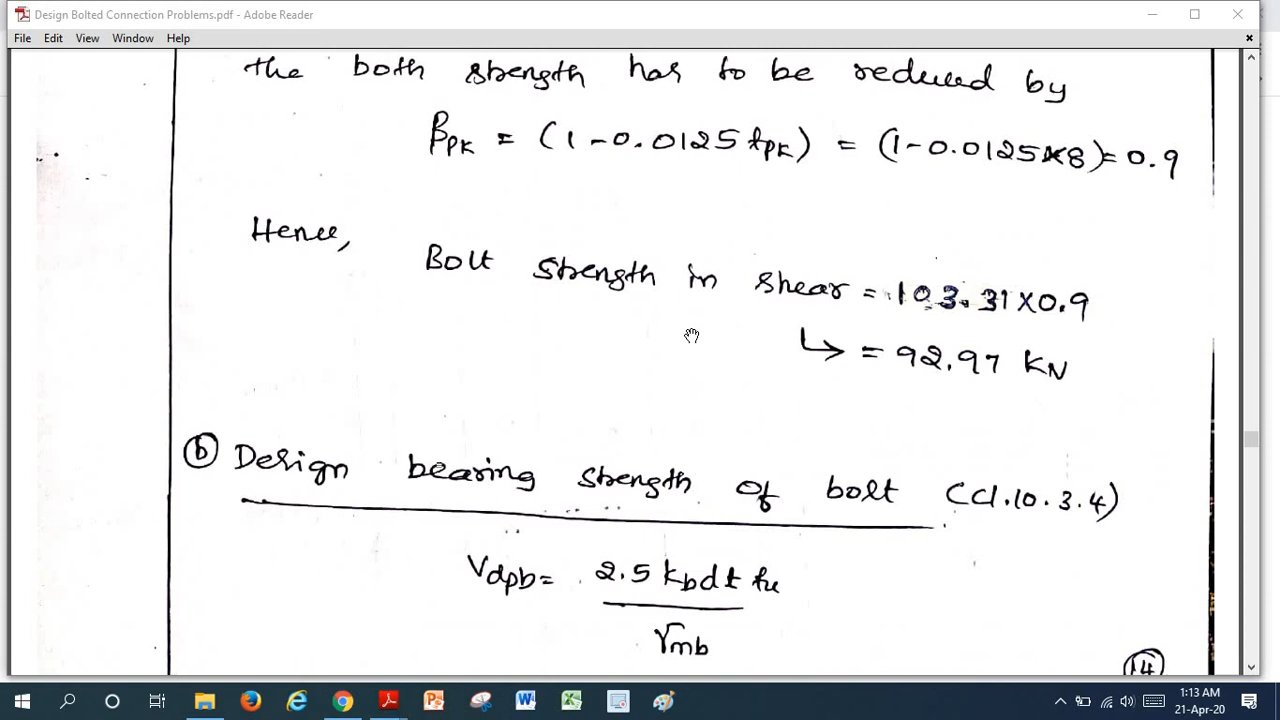 Design Bolted Connection Problems.pdf - Adobe Reader
File Edit View Window Help
the both strength has to be reduced by
βpk = (1-0.0125 tpk) = (1-0.0125×8)= 0.9
Hence,
Bolt strength in shear = 103.31×0.9
↳ = 92.97 KN
(b) Design bearing strength of bolt (Cl.10.3.4)
Vdpb = 2.5 kb d t fu
γmb
(14)
1:13 AM
21-Apr-20